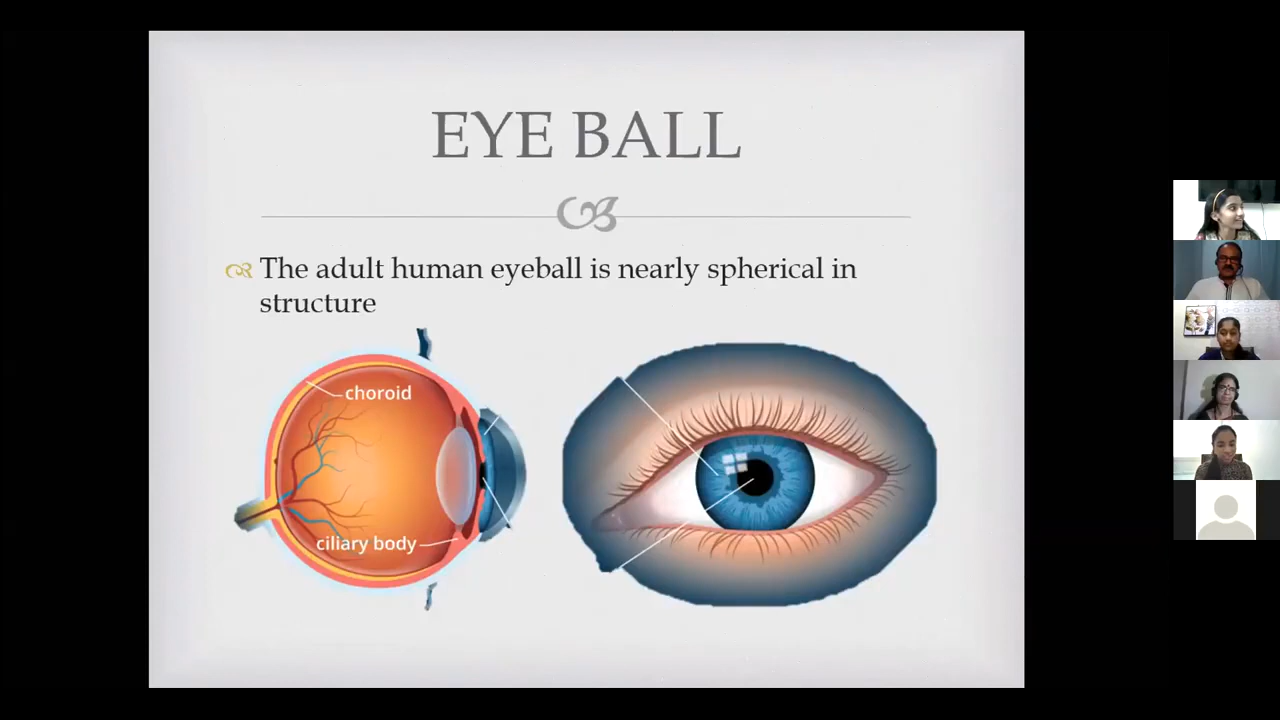 EYE BALL
The adult human eyeball is nearly spherical in
structure
choroid
ciliary body